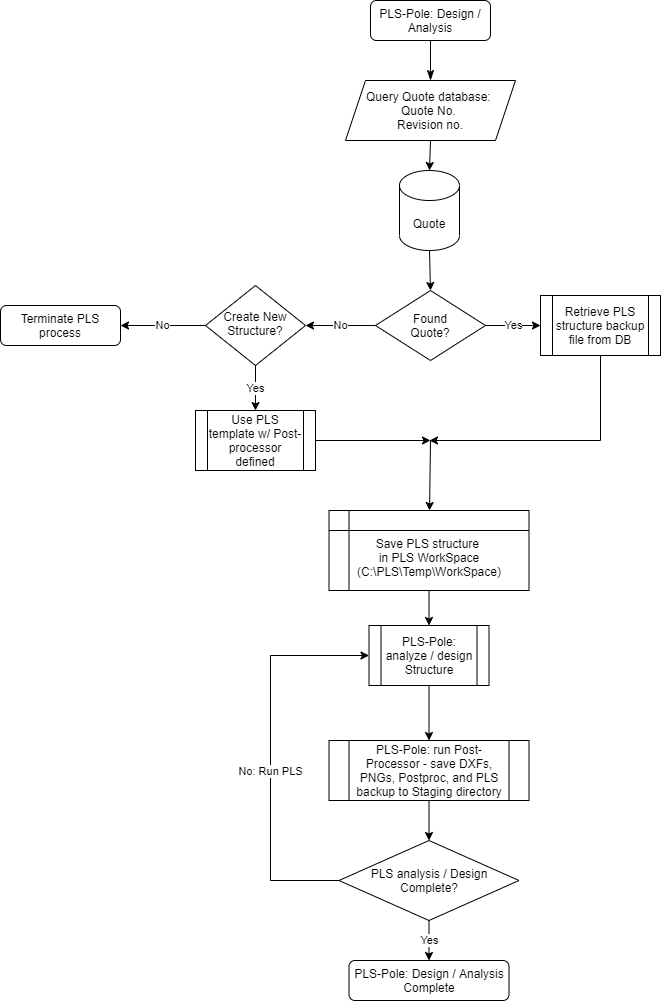 PLS-Pole: Design /
Analysis
Query Quote database:
Quote No.
Revision no.
Quote
Found
Quote?
No
Yes
Create New
Structure?
No
Terminate PLS
process
Retrieve PLS
structure backup
file from DB
Yes
Use PLS
template w/ Post-
processor
defined
Save PLS structure
in PLS WorkSpace
(C:\PLS\Temp\WorkSpace)
PLS-Pole:
analyze / design
Structure
PLS-Pole: run Post-
Processor - save DXFs,
PNGs, Postproc, and PLS
backup to Staging directory
No: Run PLS
PLS analysis / Design
Complete?
Yes
PLS-Pole: Design / Analysis
Complete